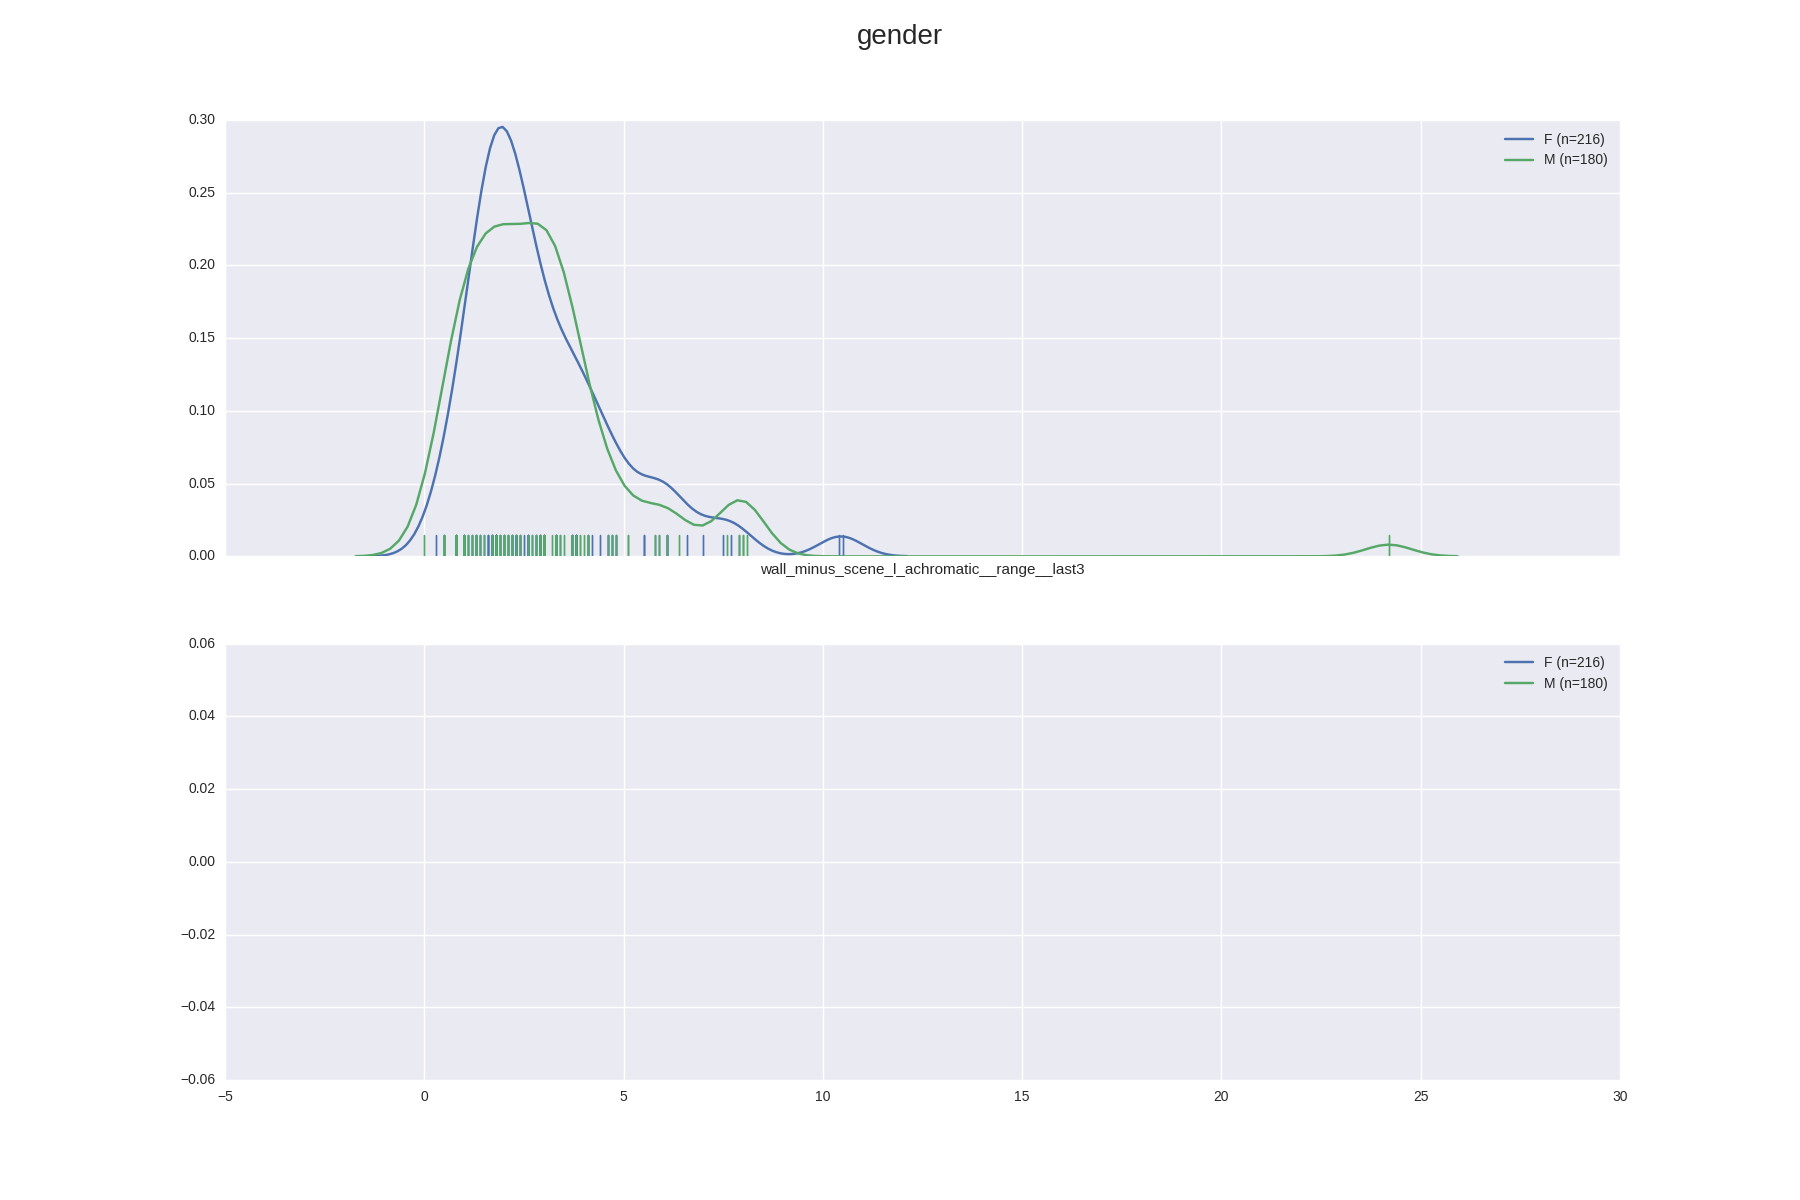 gender
0.30
0.25
0.20
0.15
0.10
0.05
0.00
F (n=216)
M (n=180)
wall_minus_scene_l_achromatic__range__last3
0.06
0.04
0.02
0.00
−0.02
−0.04
−0.06
F (n=216)
M (n=180)
−5 0 5 10 15 20 25 30